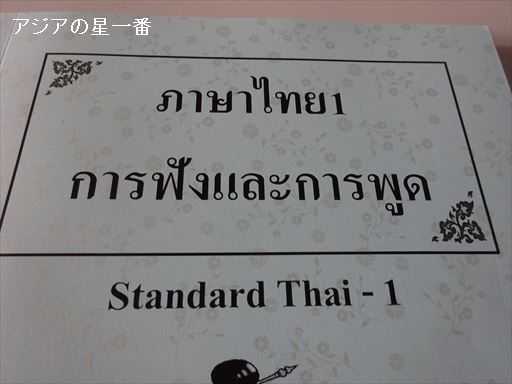 アジアの星一番
ภาษาไทย1
การฟังและการพูด
Standard Thai - 1